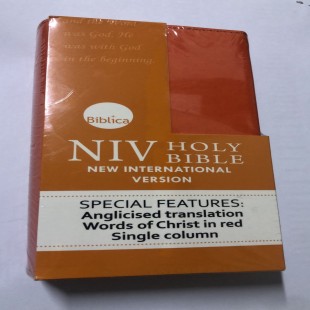 was God. He
was with God
in the beginning.
Biblica
NIV HOLY
BIBLE
NEW INTERNATIONAL
VERSION
SPECIAL FEATURES:
Anglicised translation
Words of Christ in red
Single column